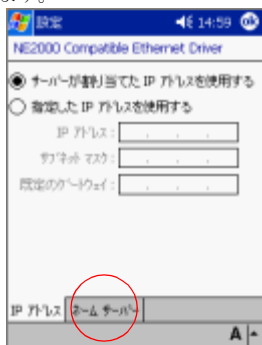 設定 14:59 ok
NE2000 Compatible Ethernet Driver
サーバーが割り当てた IP アドレスを使用する
指定した IP アドレスを使用する
IP アドレス:
サブネット マスク:
既定のゲートウェイ:
IP アドレス ネーム サーバー
A